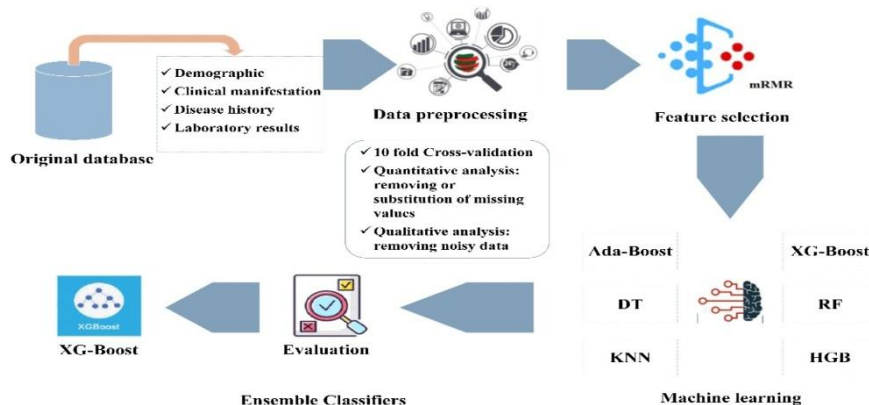 ✓ Demographic
✓ Clinical manifestation
✓ Disease history
✓ Laboratory results
Original database
Data preprocessing
mRMR
Feature selection
✓ 10 fold Cross-validation
✓ Quantitative analysis:
removing or
substitution of missing
values
✓ Qualitative analysis:
removing noisy data
Ada-Boost
XG-Boost
DT
RF
KNN
HGB
Machine learning
Evaluation
XGBoost
XG-Boost
Ensemble Classifiers